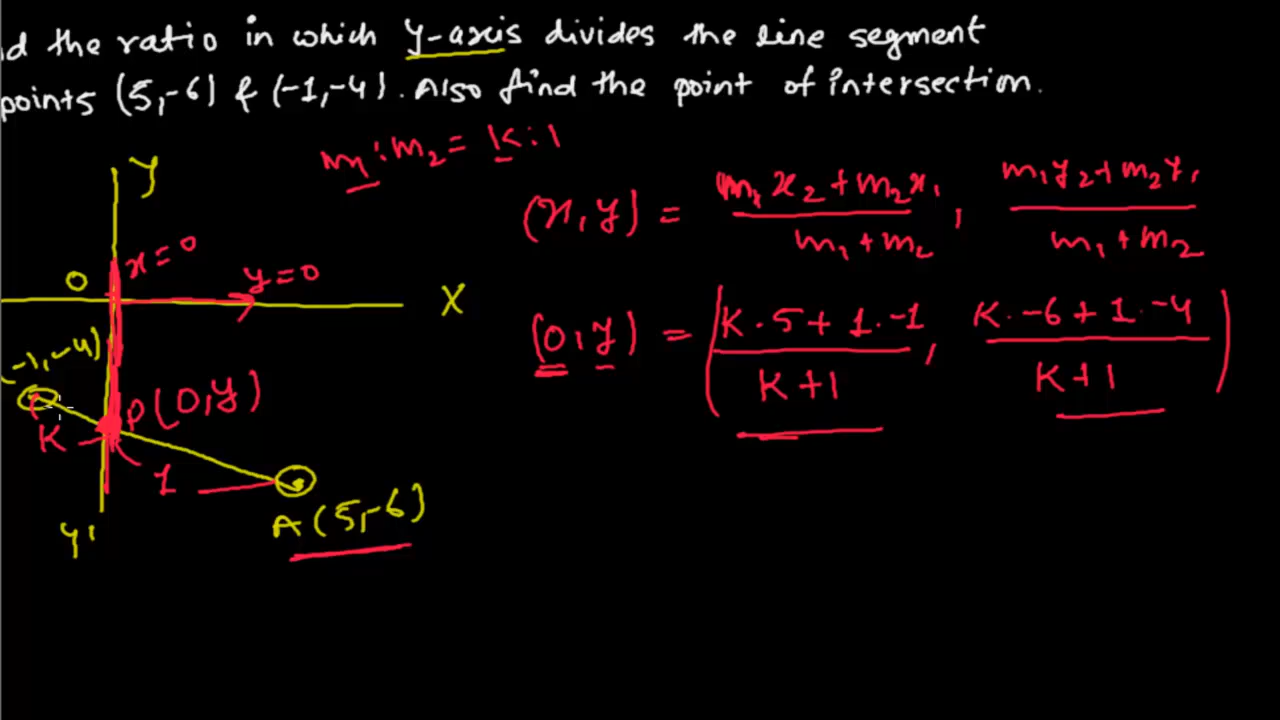 d the ratio in which y-axis divides the line segment
points (5,-6) & (-1,-4). Also find the point of intersection.
m₁:m₂ = K:1
Y
(x,y) = m₁x₂+m₂x₁ / m₁+m₂ , m₁y₂+m₂y₁ / m₁+m₂
x=0
O
y=0
X
(0,y) = ( K·5+1·-1 / K+1 , K·-6+1·-4 / K+1 )
-1,-4)
P(0,y)
K
1
A(5,-6)
y'